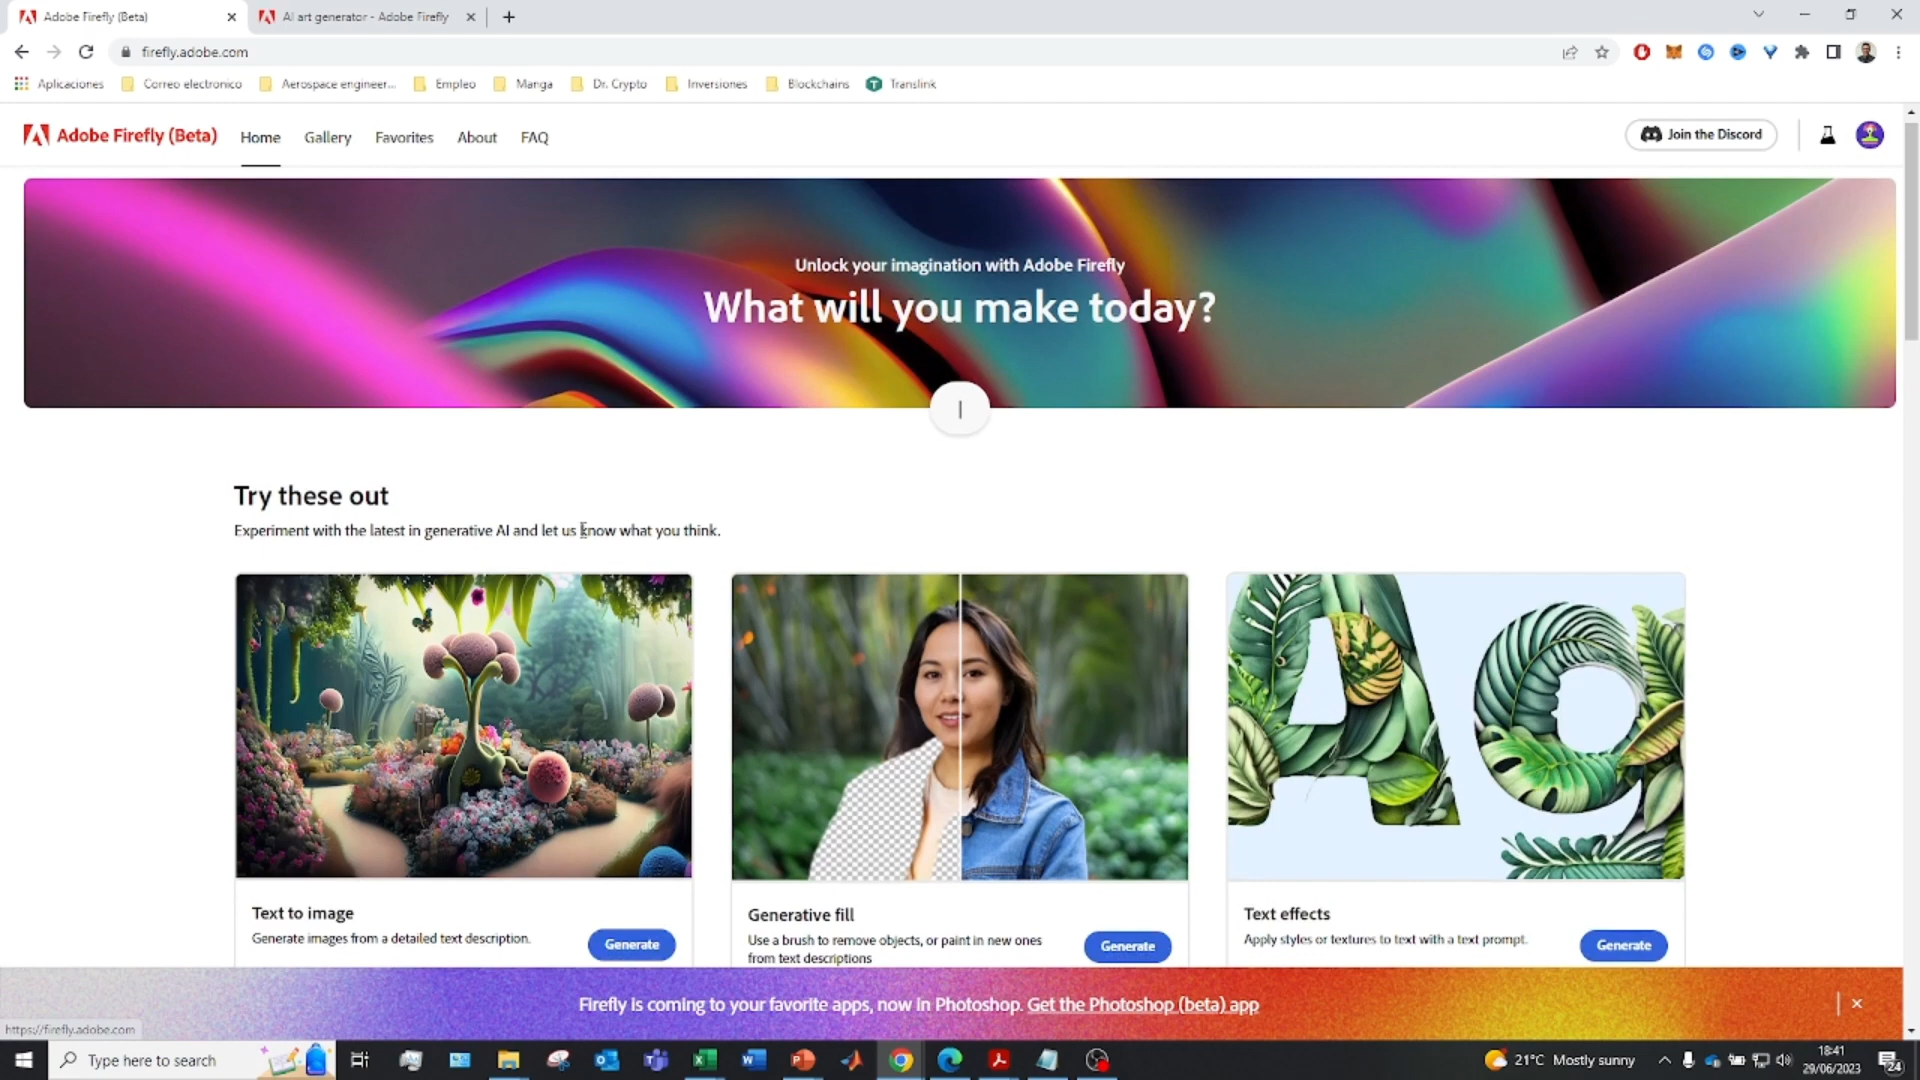 Adobe Firefly (Beta)
AI art generator - Adobe Firefly
firefly.adobe.com
Aplicaciones
Correo electronico
Aerospace engineer...
Empleo
Manga
Dr. Crypto
Inversiones
Blockchains
Translink
Adobe Firefly (Beta)
Home
Gallery
Favorites
About
FAQ
Join the Discord
Unlock your imagination with Adobe Firefly
What will you make today?
Try these out
Experiment with the latest in generative AI and let us know what you think.
Ag
Text to image
Generate images from a detailed text description.
Generate
Generative fill
Use a brush to remove objects, or paint in new ones
from text descriptions
Generate
Text effects
Apply styles or textures to text with a text prompt.
Generate
Firefly is coming to your favorite apps, now in Photoshop. Get the Photoshop (beta) app
https://firefly.adobe.com
Type here to search
21°C Mostly sunny
18:41
29/06/2023
24